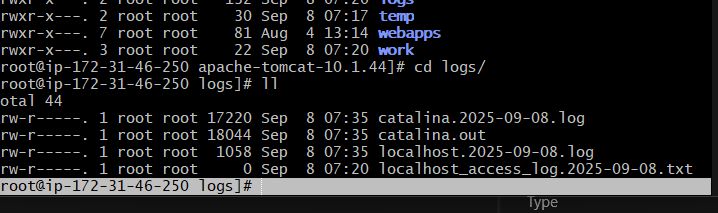 rwxr-x---. 2 root root   152 Sep  8 07:20 logs
rwxr-x---. 2 root root    30 Sep  8 07:17 temp
rwxr-x---. 7 root root    81 Aug  4 13:14 webapps
rwxr-x---. 3 root root    22 Sep  8 07:20 work
root@ip-172-31-46-250 apache-tomcat-10.1.44]# cd logs/
root@ip-172-31-46-250 logs]# ll
otal 44
rw-r-----. 1 root root 17220 Sep  8 07:35 catalina.2025-09-08.log
rw-r-----. 1 root root 18044 Sep  8 07:35 catalina.out
rw-r-----. 1 root root  1058 Sep  8 07:35 localhost.2025-09-08.log
rw-r-----. 1 root root     0 Sep  8 07:20 localhost_access_log.2025-09-08.txt
root@ip-172-31-46-250 logs]#
Type